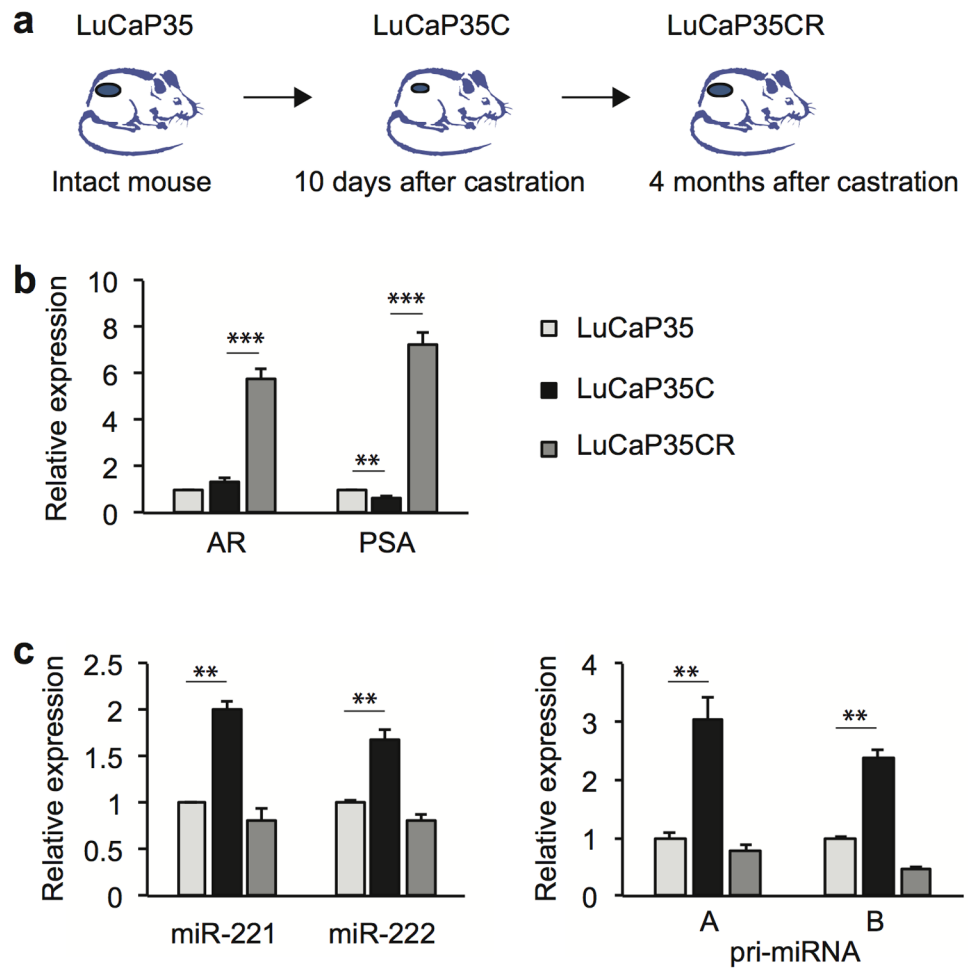 a
LuCaP35 LuCaP35C LuCaP35CR
Intact mouse 10 days after castration 4 months after castration
b
Relative expression
10
8
6
4
2
0
***
***
**
AR PSA
LuCaP35
LuCaP35C
LuCaP35CR
c
Relative expression
2.5
2
1.5
1
0.5
0
**
**
miR-221 miR-222
Relative expression
4
3
2
1
0
**
**
A B
pri-miRNA